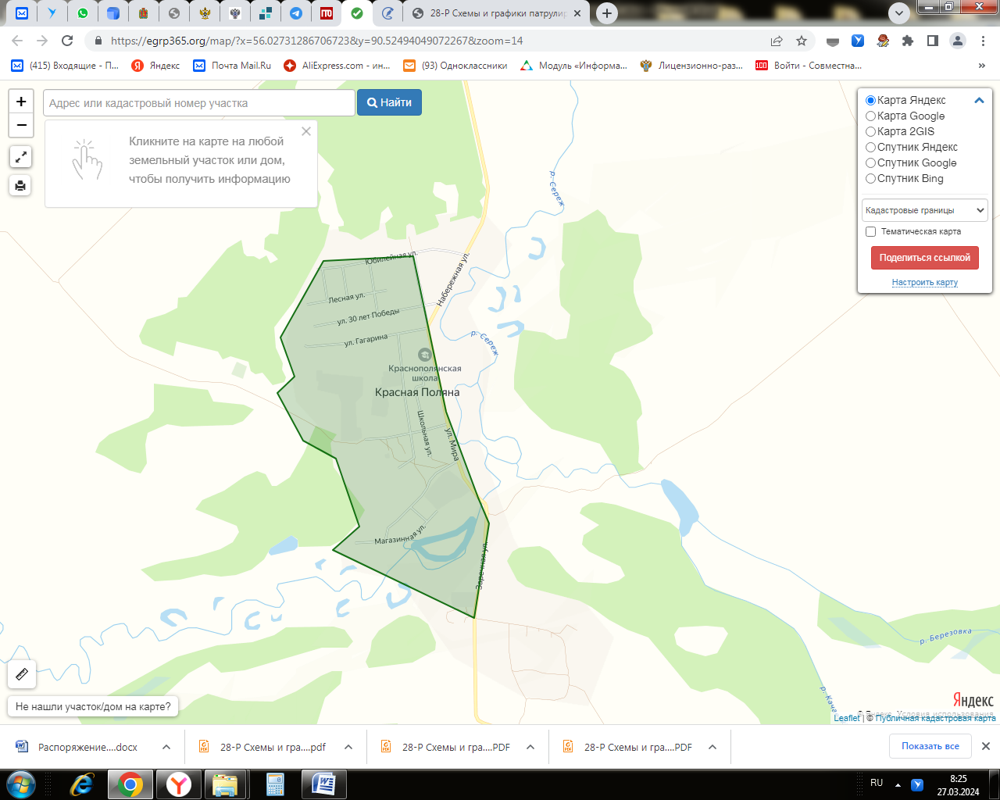 28-Р Схемы и графики патрулир
https://egrp365.org/map/?x=56.02731286706723&y=90.52494049072267&zoom=14
(415) Входящие - П...
Яндекс
Почта Mail.Ru
AliExpress.com - ин...
(93) Одноклассники
Модуль «Информа...
Лицензионно-раз...
Войти - Совместна...
»
+
−
Адрес или кадастровый номер участка
Найти
Кликните на карте на любой
земельный участок или дом,
чтобы получить информацию
Карта Яндекс
Карта Google
Карта 2GIS
Спутник Яндекс
Спутник Google
Спутник Bing
Кадастровые границы
Тематическая карта
Поделиться ссылкой
Настроить карту
р. Сереж
Юбилейная ул.
Набережная ул.
Лесная ул.
ул. 30 лет Победы
ул. Гагарина
р. Сереж
Краснополянская
школа
Красная Поляна
Школьная ул.
ул. Мира
Магазинная ул.
Заречная ул.
р. Березовка
р. Кача
Не нашли участок/дом на карте?
Яндекс
© Яндекс Условия использования
Leaflet | © Публичная кадастровая карта
Распоряжение....docx
28-Р Схемы и гра....pdf
28-Р Схемы и гра....PDF
28-Р Схемы и гра....PDF
Показать все
RU
8:25
27.03.2024